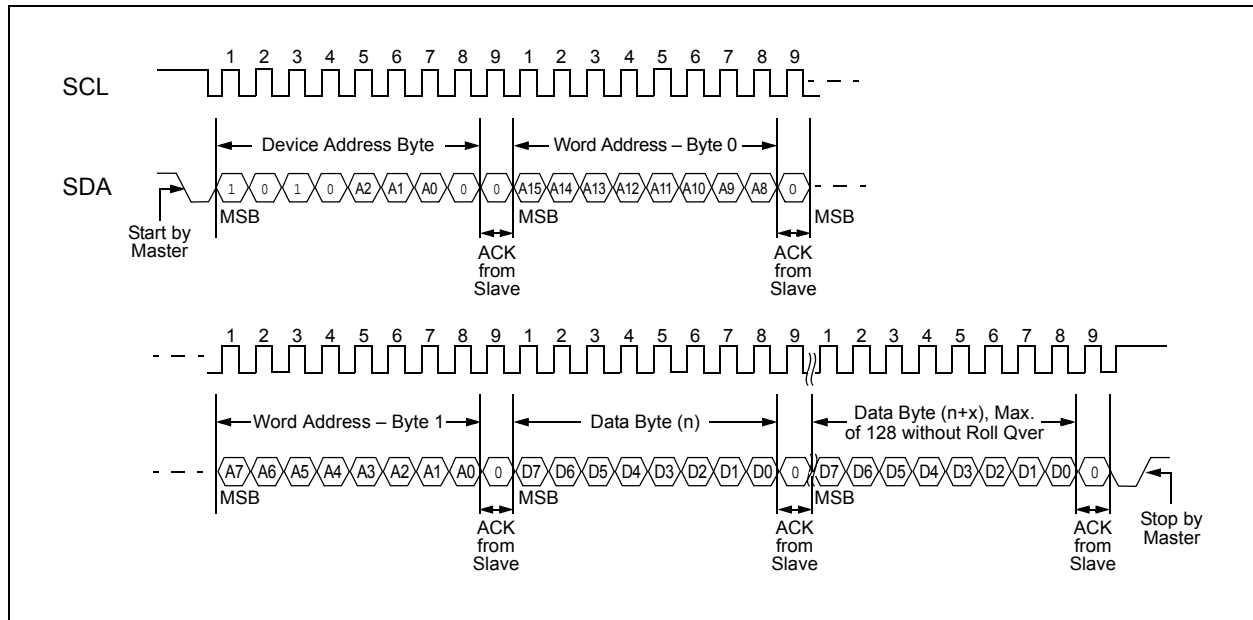 1 2 3 4 5 6 7 8 9 1 2 3 4 5 6 7 8 9
SCL
Device Address Byte
Word Address – Byte 0
SDA
1 0 1 0 A2 A1 A0 0 0 A15 A14 A13 A12 A11 A10 A9 A8 0
MSB
MSB
MSB
Start by
Master
ACK
from
Slave
ACK
from
Slave
1 2 3 4 5 6 7 8 9 1 2 3 4 5 6 7 8 9 1 2 3 4 5 6 7 8 9
Word Address – Byte 1
Data Byte (n)
Data Byte (n+x), Max.
of 128 without Roll Qver
A7 A6 A5 A4 A3 A2 A1 A0 0 D7 D6 D5 D4 D3 D2 D1 D0 0 D7 D6 D5 D4 D3 D2 D1 D0 0
MSB
MSB
MSB
ACK
from
Slave
ACK
from
Slave
ACK
from
Slave
Stop by
Master